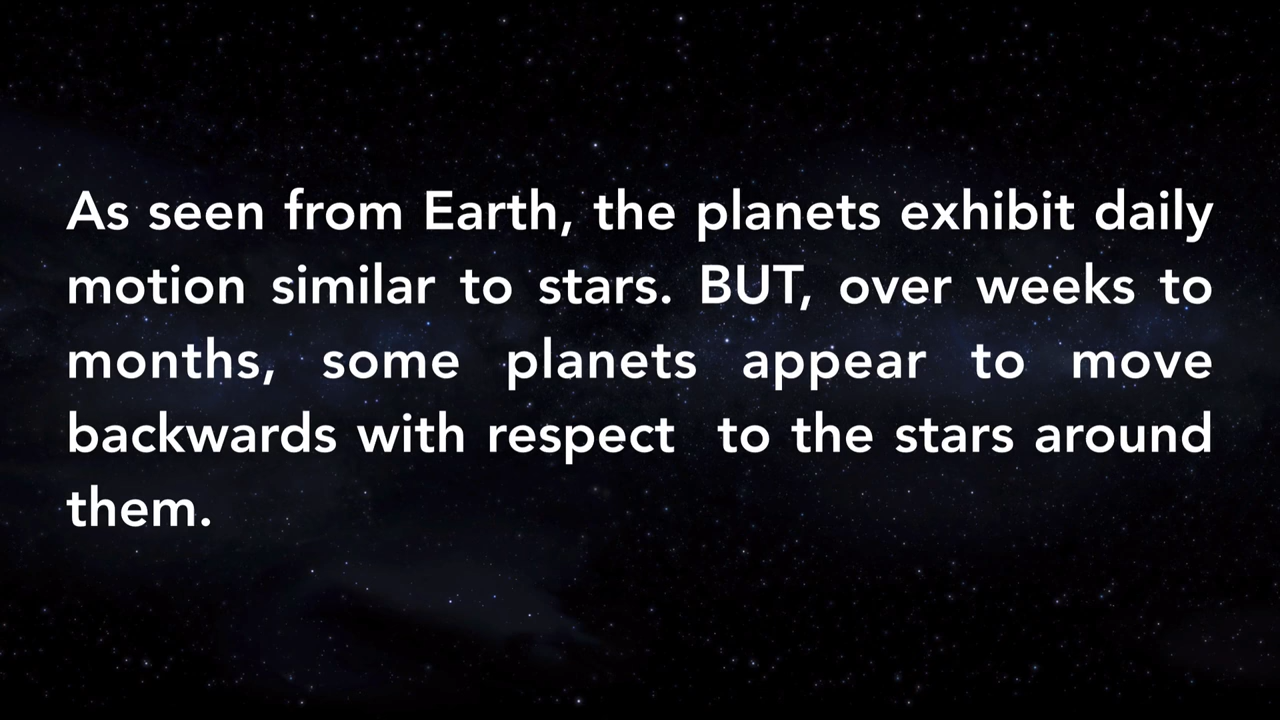 As seen from Earth, the planets exhibit daily
motion similar to stars. BUT, over weeks to
months, some planets appear to move
backwards with respect  to the stars around
them.